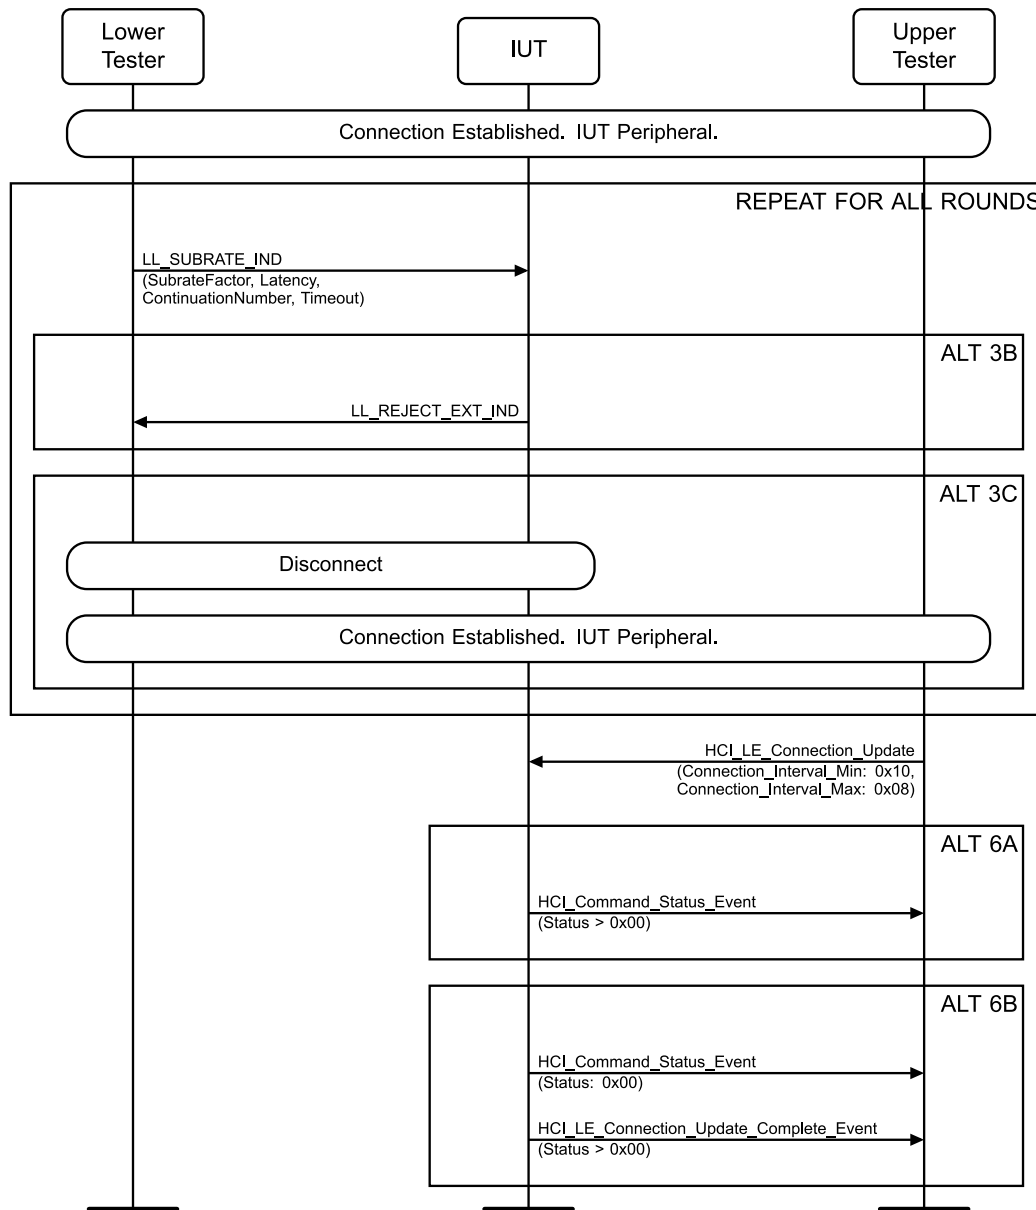 Lower
Tester
IUT
Upper
Tester
Connection Established. IUT Peripheral.
REPEAT FOR ALL ROUNDS
LL_SUBRATE_IND
(SubrateFactor, Latency,
ContinuationNumber, Timeout)
ALT 3B
LL_REJECT_EXT_IND
ALT 3C
Disconnect
Connection Established. IUT Peripheral.
HCI_LE_Connection_Update
(Connection_Interval_Min: 0x10,
Connection_Interval_Max: 0x08)
ALT 6A
HCI_Command_Status_Event
(Status > 0x00)
ALT 6B
HCI_Command_Status_Event
(Status: 0x00)
HCI_LE_Connection_Update_Complete_Event
(Status > 0x00)